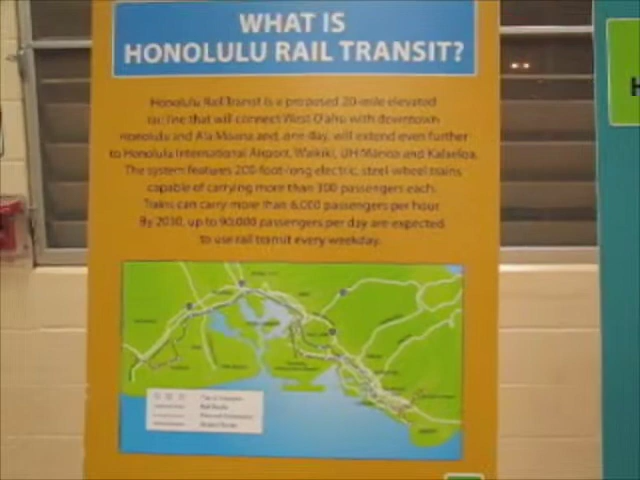 WHAT IS
HONOLULU RAIL TRANSIT?
Honolulu Rail Transit is a proposed 20-mile elevated
rail line that will connect West O'ahu with downtown
Honolulu and Ala Moana and, one day, will extend even further
to Honolulu International Airport, Waikiki, UH-Manoa and Kalaeloa.
The system features 200-foot-long electric, steel-wheel trains
capable of carrying more than 300 passengers each.
Trains can carry more than 6,000 passengers per hour.
By 2030, up to 90,000 passengers per day are expected
to use rail transit every weekday.
H